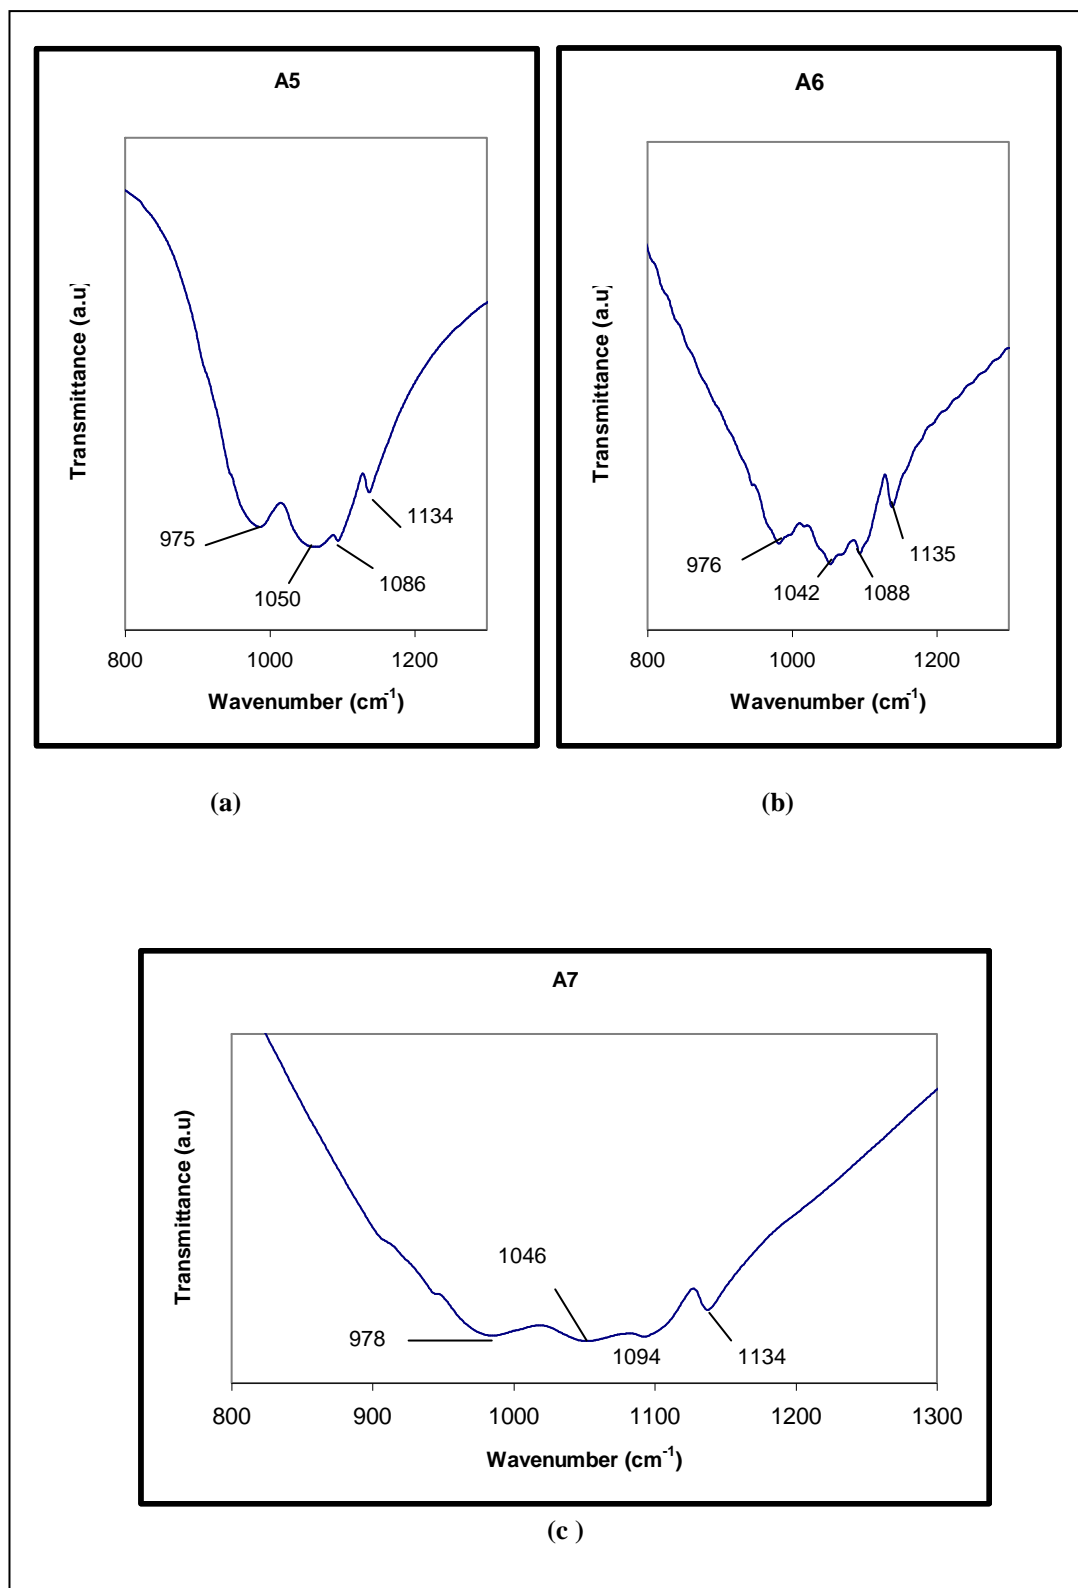 A5
Transmittance (a.u)
975
1050
1086
1134
800
1000
1200
Wavenumber (cm-1)
(a)
A6
Transmittance (a.u)
976
1042
1088
1135
800
1000
1200
Wavenumber (cm-1)
(b)
A7
Transmittance (a.u)
1046
978
1094
1134
800
900
1000
1100
1200
1300
Wavenumber (cm-1)
(c )